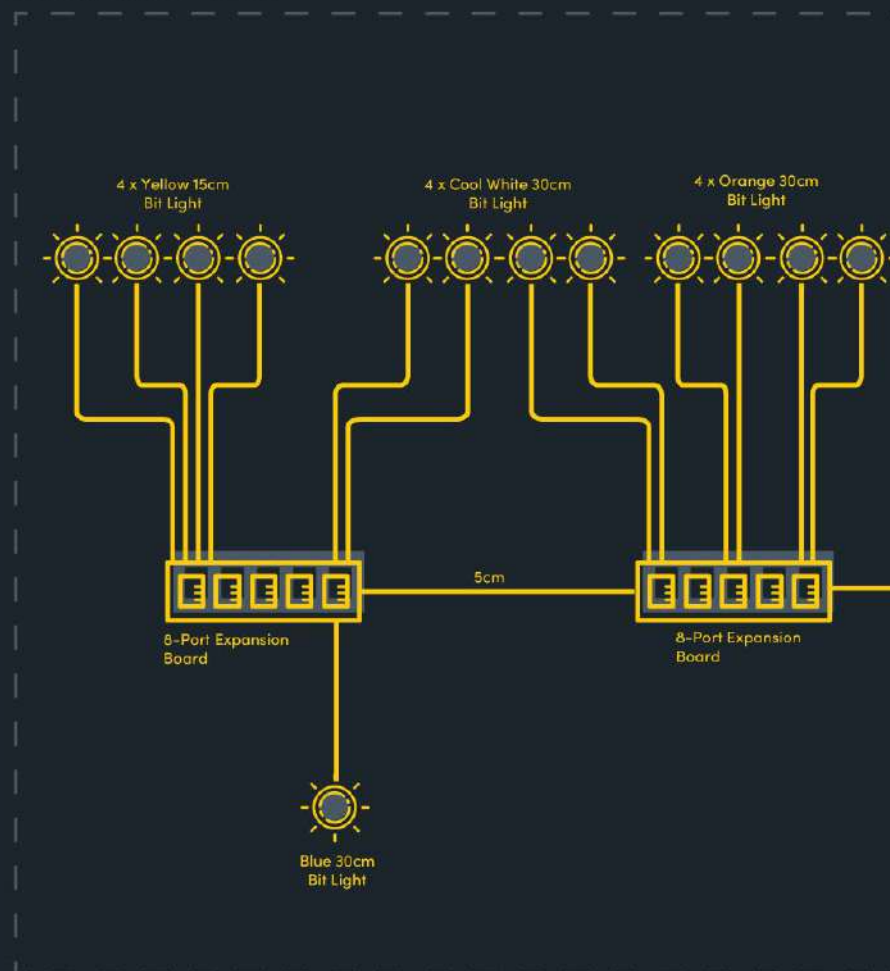 4 x Yellow 15cm
Bit Light
4 x Cool White 30cm
Bit Light
4 x Orange 30cm
Bit Light
5cm
8-Port Expansion
Board
8-Port Expansion
Board
Blue 30cm
Bit Light